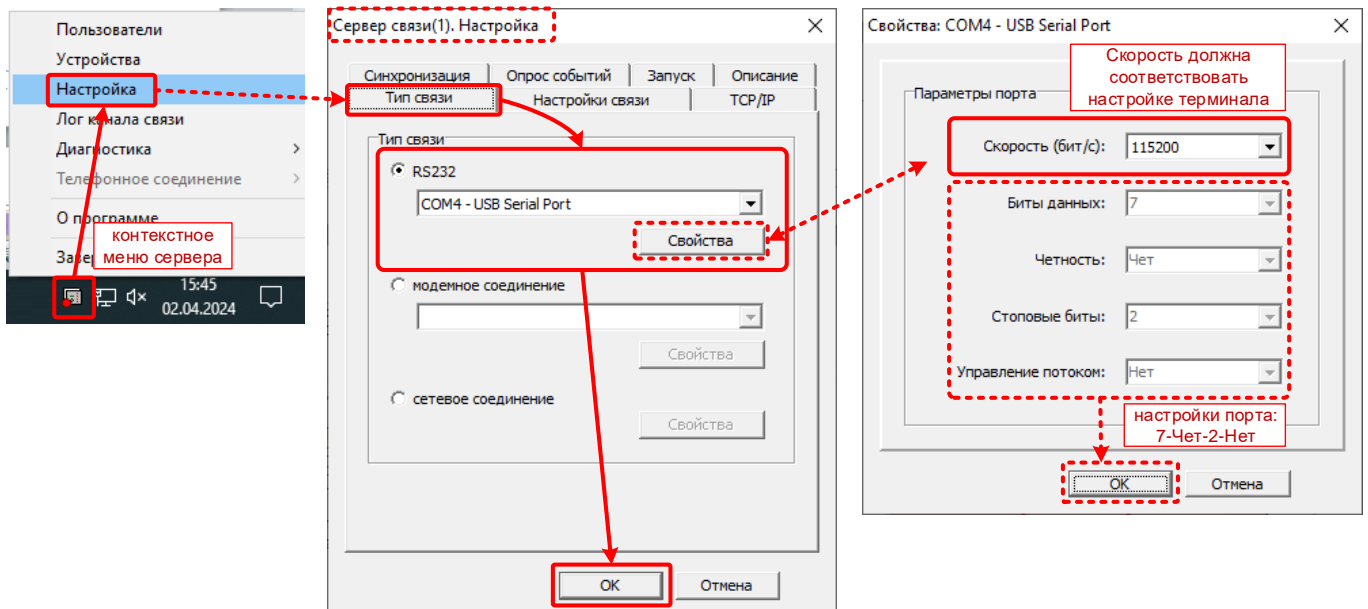 Пользователи
Устройства
Настройка
Лог канала связи
Диагностика
Телефонное соединение
О программе
контекстное
меню сервера
15:45
02.04.2024
Сервер связи(1). Настройка
Синхронизация
Опрос событий
Запуск
Описание
Тип связи
Настройки связи
TCP/IP
Тип связи
RS232
COM4 - USB Serial Port
Свойства
модемное соединение
Свойства
сетевое соединение
Свойства
OK
Отмена
Свойства: COM4 - USB Serial Port
Скорость должна
соответствовать
настройке терминала
Параметры порта
Скорость (бит/с):
115200
Биты данных:
7
Четность:
Чет
Стоповые биты:
2
Управление потоком:
Нет
настройки порта:
7-Чет-2-Нет
OK
Отмена